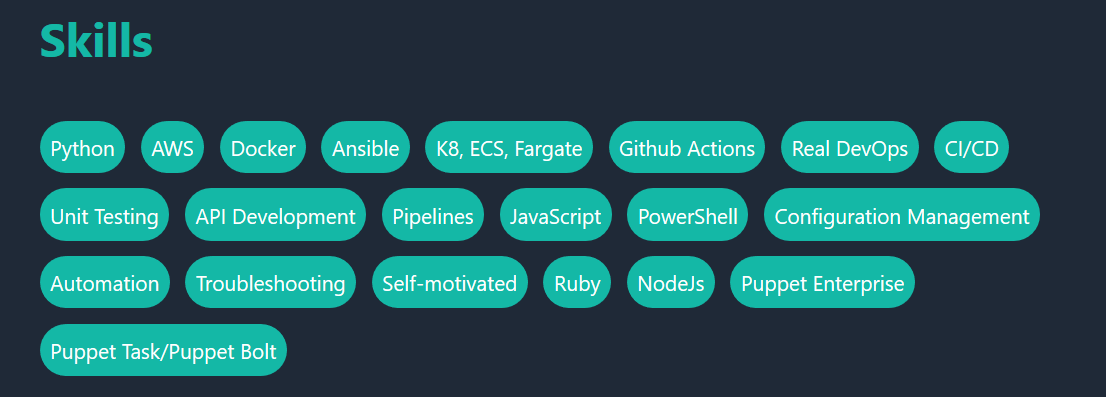 Skills
Python AWS Docker Ansible K8, ECS, Fargate Github Actions Real DevOps CI/CD
Unit Testing API Development Pipelines JavaScript PowerShell Configuration Management
Automation Troubleshooting Self-motivated Ruby NodeJs Puppet Enterprise
Puppet Task/Puppet Bolt